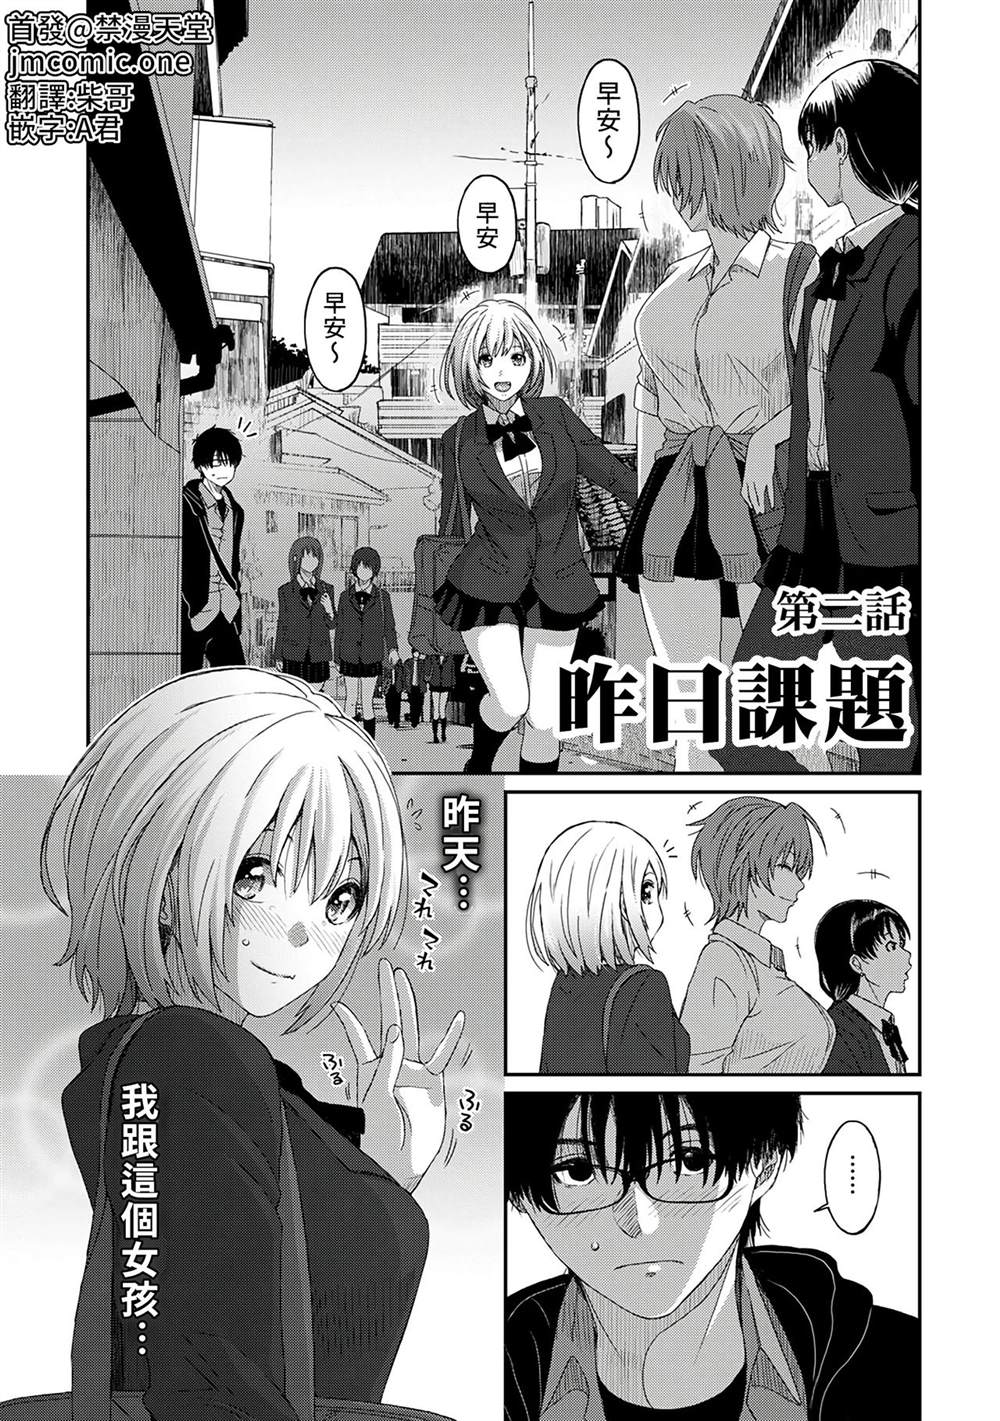 首發@禁漫天堂
jmcomic.one
翻譯:柴哥
嵌字:A君
早安～
早安
早安～
第二話
昨日課題
昨天…
てれ
てれ
ふる
ふる
我跟這個女孩…
……